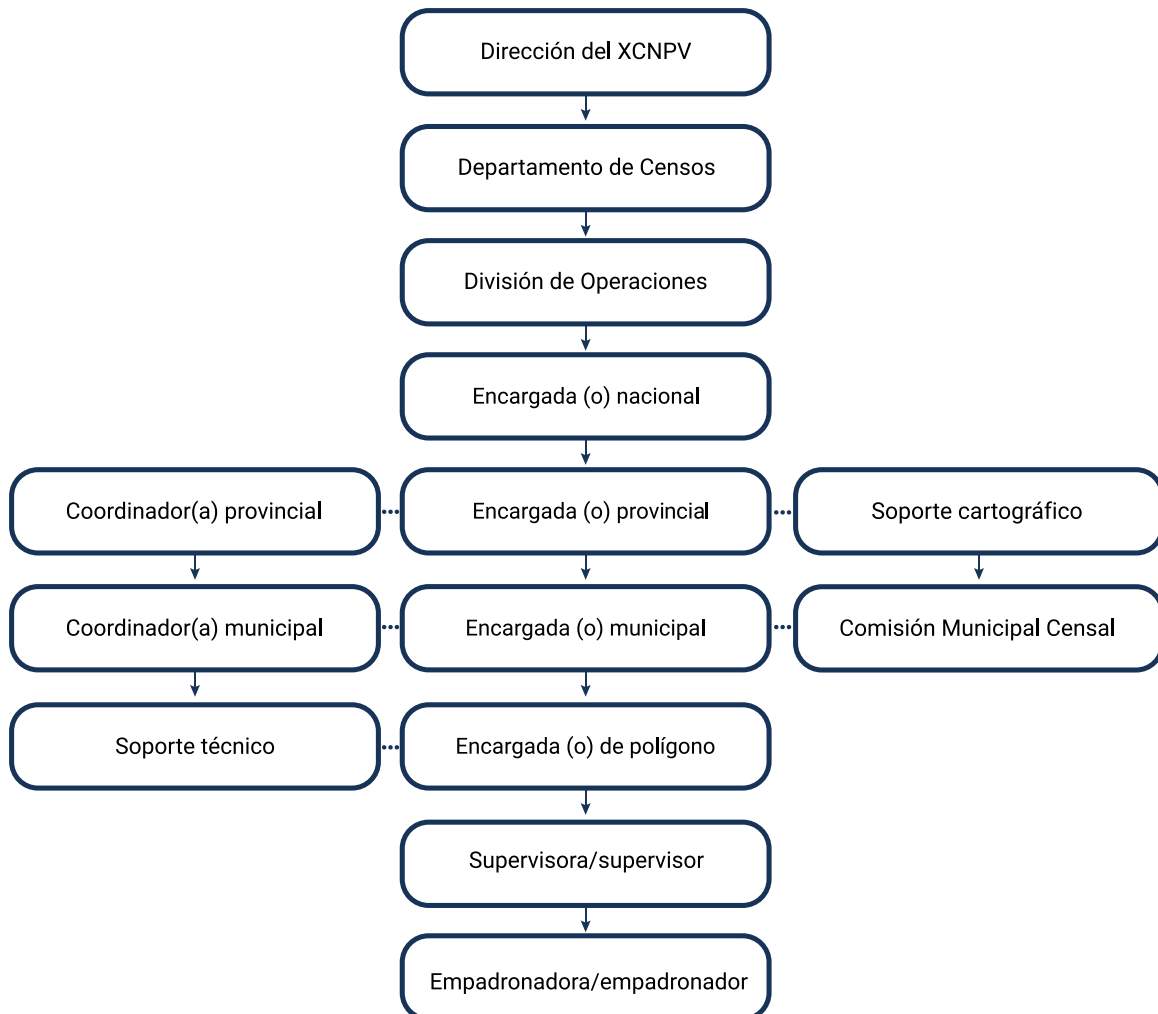 Dirección del XCNPV
Departamento de Censos
División de Operaciones
Encargada (o) nacional
Coordinador(a) provincial
Encargada (o) provincial
Soporte cartográfico
Coordinador(a) municipal
Encargada (o) municipal
Comisión Municipal Censal
Soporte técnico
Encargada (o) de polígono
Supervisora/supervisor
Empadronadora/empadronador